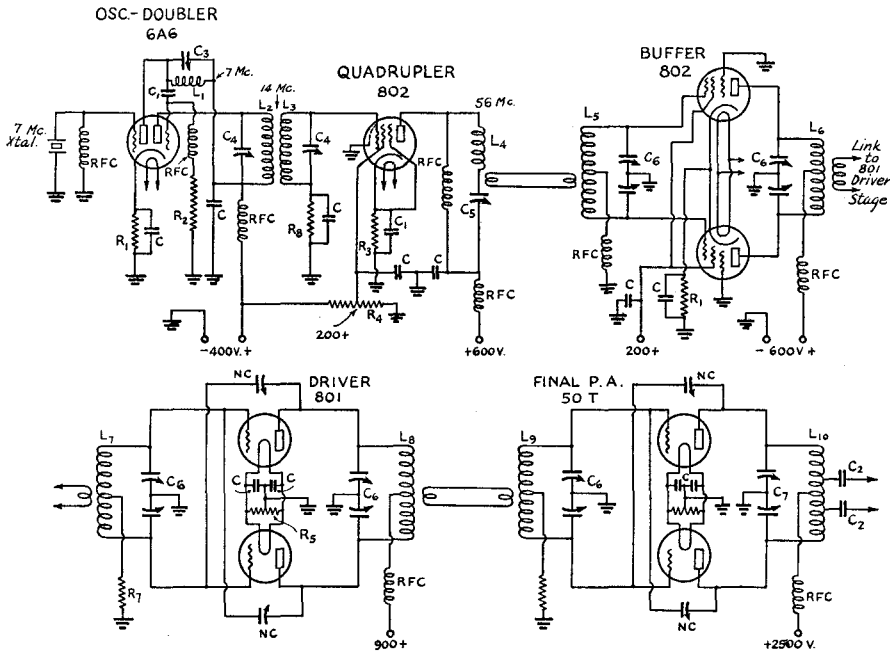 OSC.-DOUBLER
6A6
C3
7 Mc.
C1
L1
7 Mc.
Xtal.
RFC
RFC
R1
C
R2
C
14 Mc.
L2
L3
C4
C4
RFC
R8
C
QUADRUPLER
802
56 Mc.
RFC
L4
C5
R3
C1
C
C
R4
200+
RFC
-400V.+
+600V.
BUFFER
802
L5
C6
C6
L6
Link
to
801
Driver
Stage
RFC
C
C
R1
RFC
200+
-600V+
DRIVER
801
NC
L7
C6
C
C
C6
L8
R5
R7
NC
RFC
900+
FINAL P.A.
50T
NC
L9
C6
C7
L10
C2
C2
NC
RFC
+2500 V.